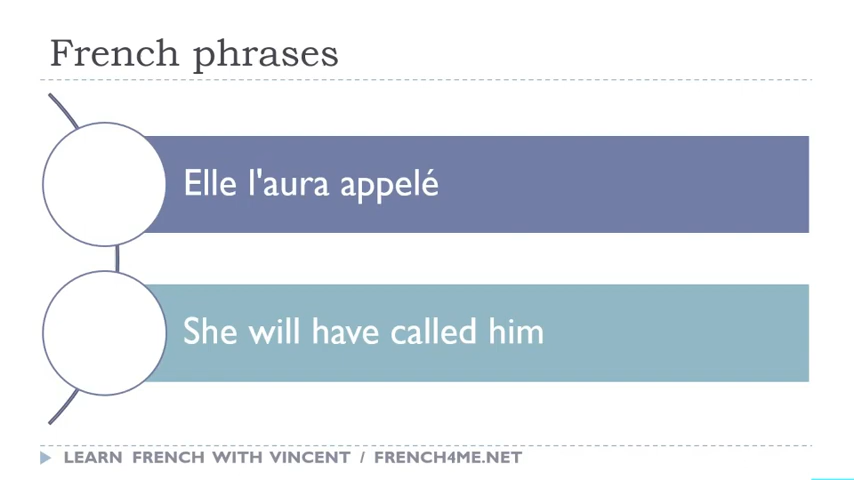 French phrases
Elle l'aura appelé
She will have called him
LEARN FRENCH WITH VINCENT / FRENCH4ME.NET